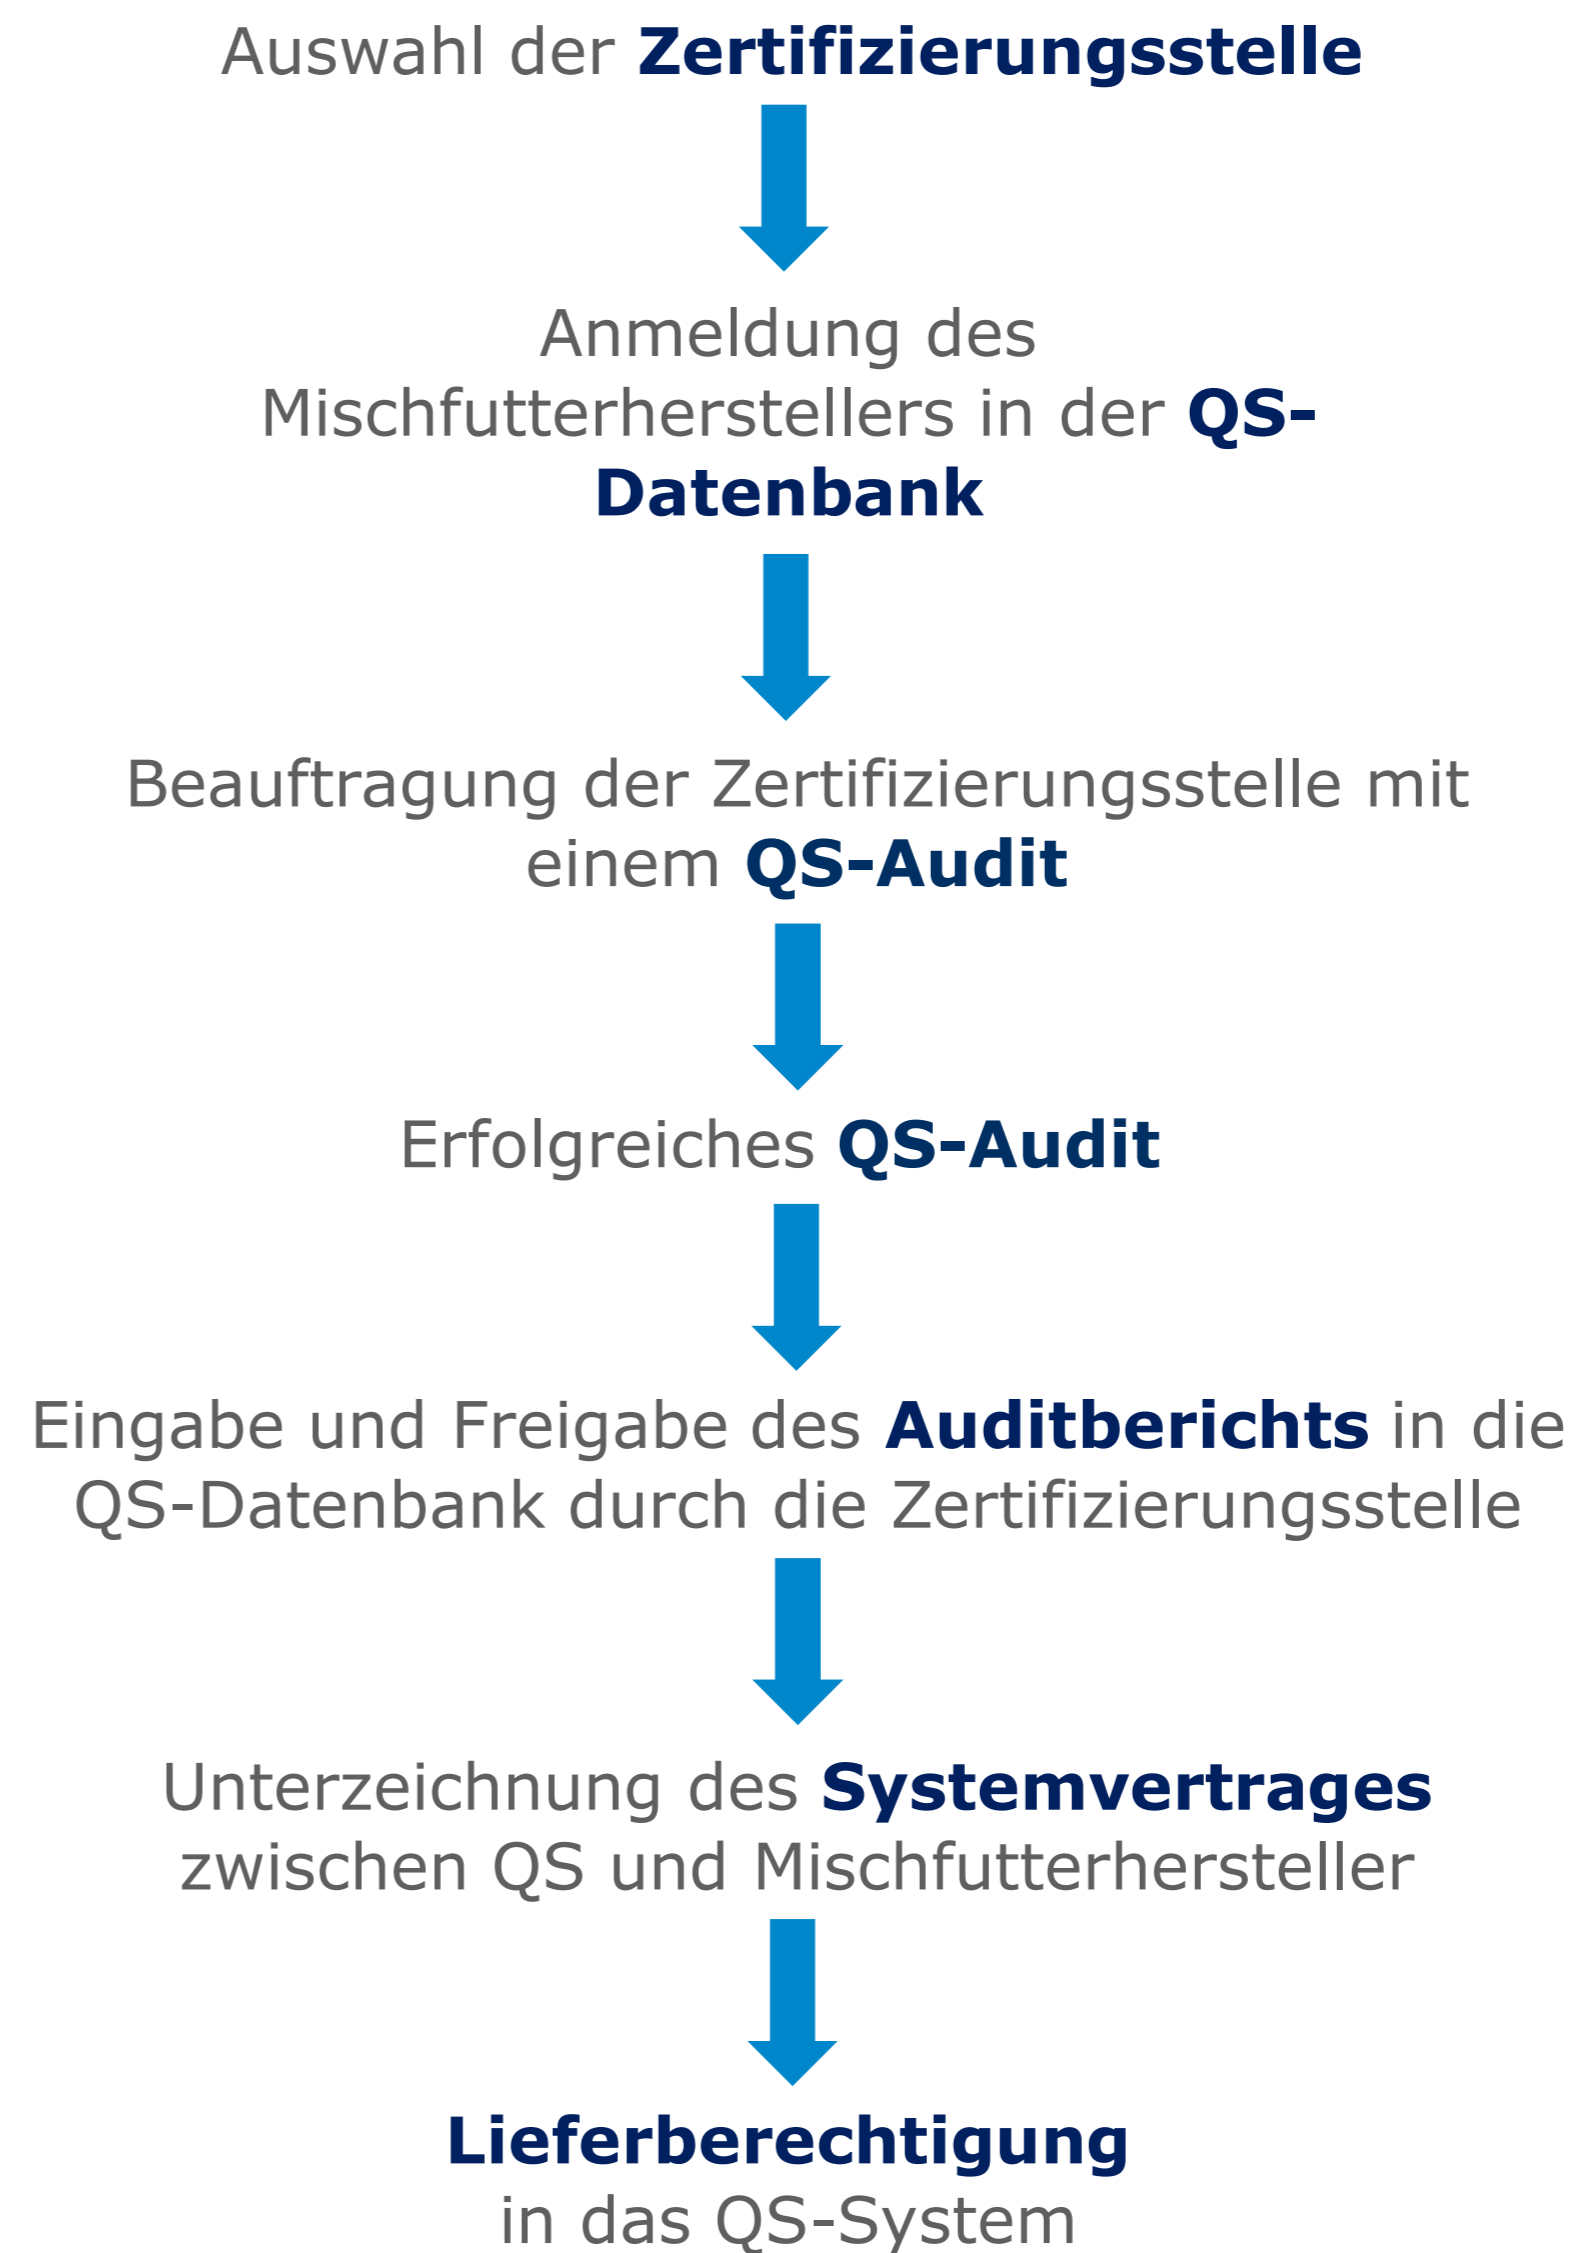 Auswahl der Zertifizierungsstelle
Anmeldung des
Mischfutterherstellers in der QS-
Datenbank
Beauftragung der Zertifizierungsstelle mit
einem QS-Audit
Erfolgreiches QS-Audit
Eingabe und Freigabe des Auditberichts in die
QS-Datenbank durch die Zertifizierungsstelle
Unterzeichnung des Systemvertrages
zwischen QS und Mischfutterhersteller
Lieferberechtigung
in das QS-System